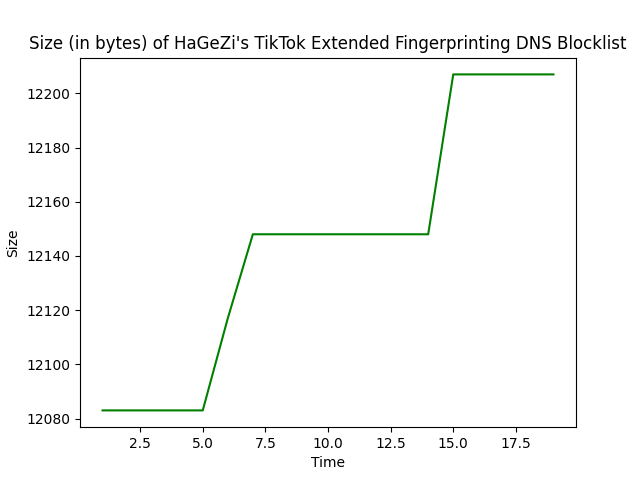 Size (in bytes) of HaGeZi's TikTok Extended Fingerprinting DNS Blocklist
12200
12180
12160
12140
12120
12100
12080
Size
2.5 5.0 7.5 10.0 12.5 15.0 17.5
Time